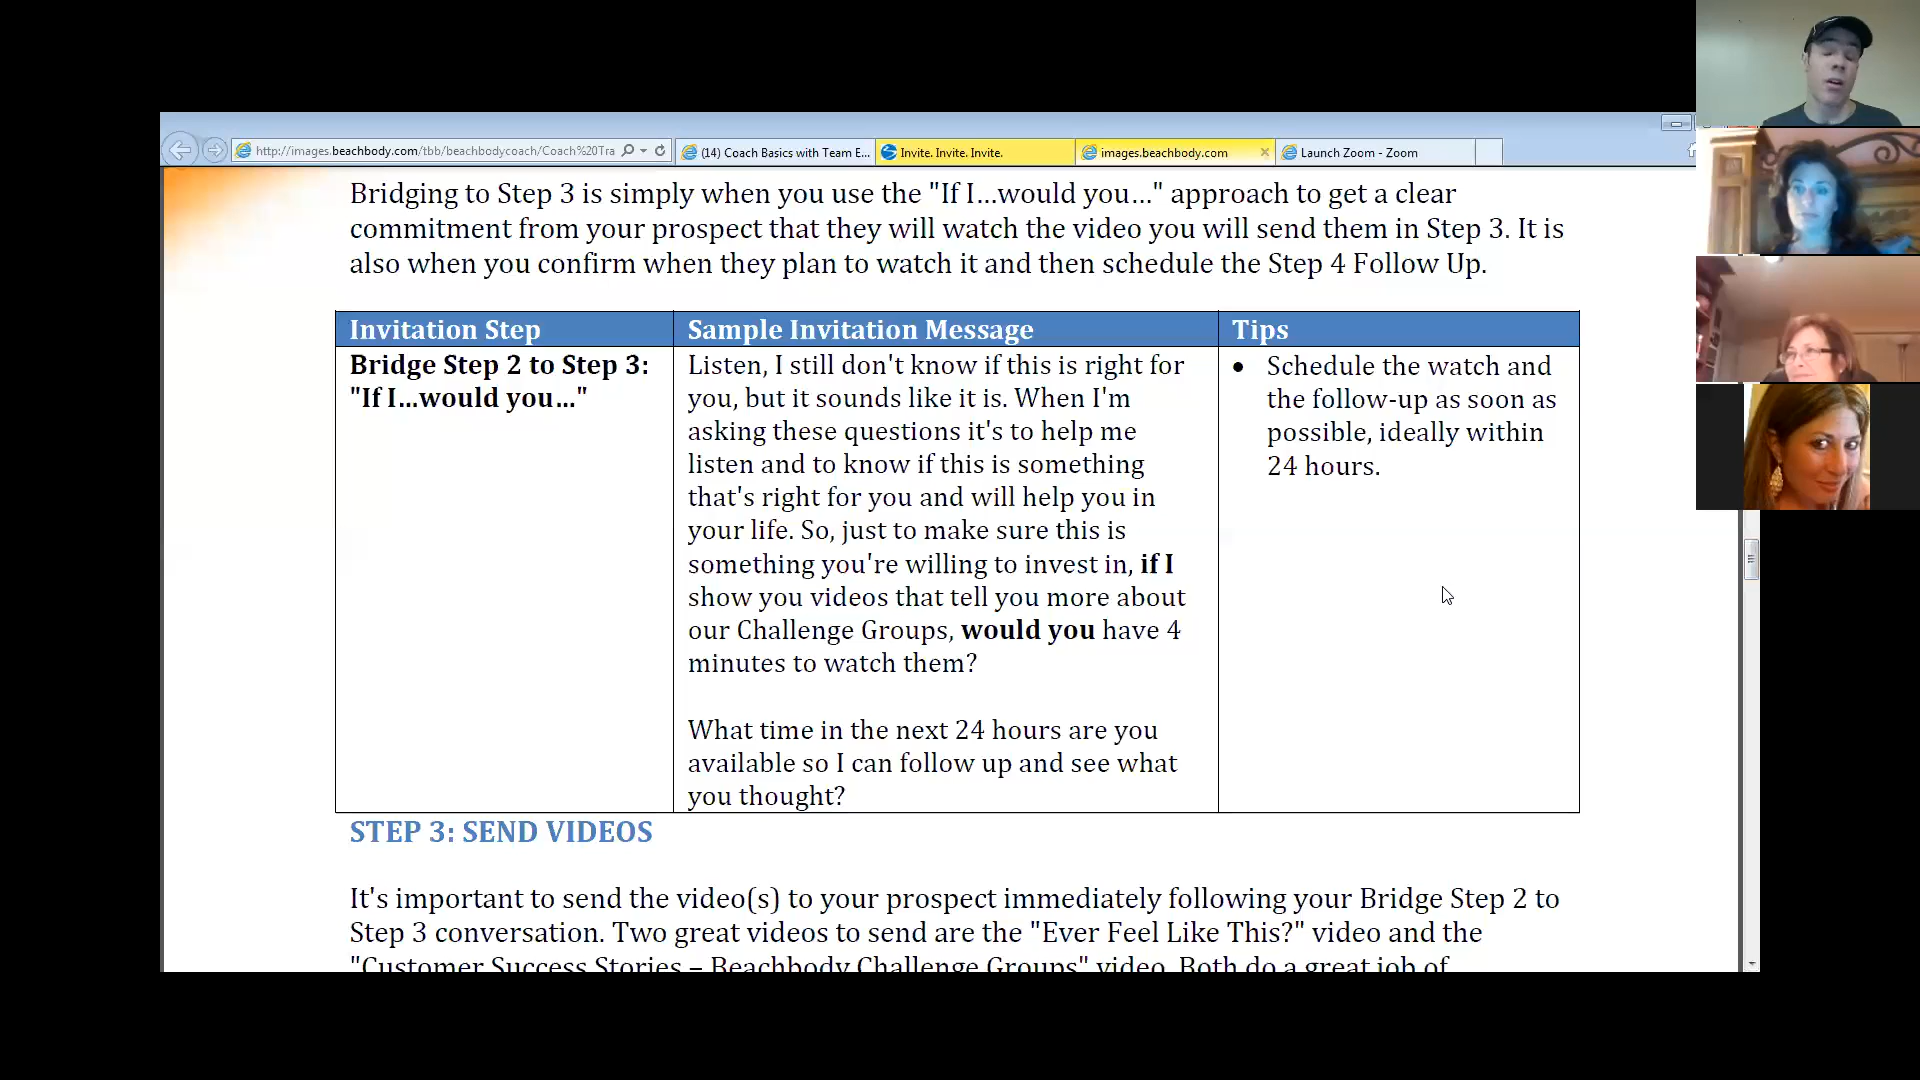 http://images.beachbody.com/tbb/beachbodycoach/Coach%20Tra
(14) Coach Basics with Team E...
Invite. Invite. Invite.
images.beachbody.com
Launch Zoom - Zoom
Bridging to Step 3 is simply when you use the "If I…would you…" approach to get a clear
commitment from your prospect that they will watch the video you will send them in Step 3. It is
also when you confirm when they plan to watch it and then schedule the Step 4 Follow Up.
Invitation Step
Sample Invitation Message
Tips
Bridge Step 2 to Step 3:
"If I…would you…"
Listen, I still don't know if this is right for
you, but it sounds like it is. When I'm
asking these questions it's to help me
listen and to know if this is something
that's right for you and will help you in
your life. So, just to make sure this is
something you're willing to invest in, if I
show you videos that tell you more about
our Challenge Groups, would you have 4
minutes to watch them?
What time in the next 24 hours are you
available so I can follow up and see what
you thought?
• Schedule the watch and
the follow-up as soon as
possible, ideally within
24 hours.
STEP 3: SEND VIDEOS
It's important to send the video(s) to your prospect immediately following your Bridge Step 2 to
Step 3 conversation. Two great videos to send are the "Ever Feel Like This?" video and the
"Customer Success Stories – Beachbody Challenge Groups" video. Both do a great job of